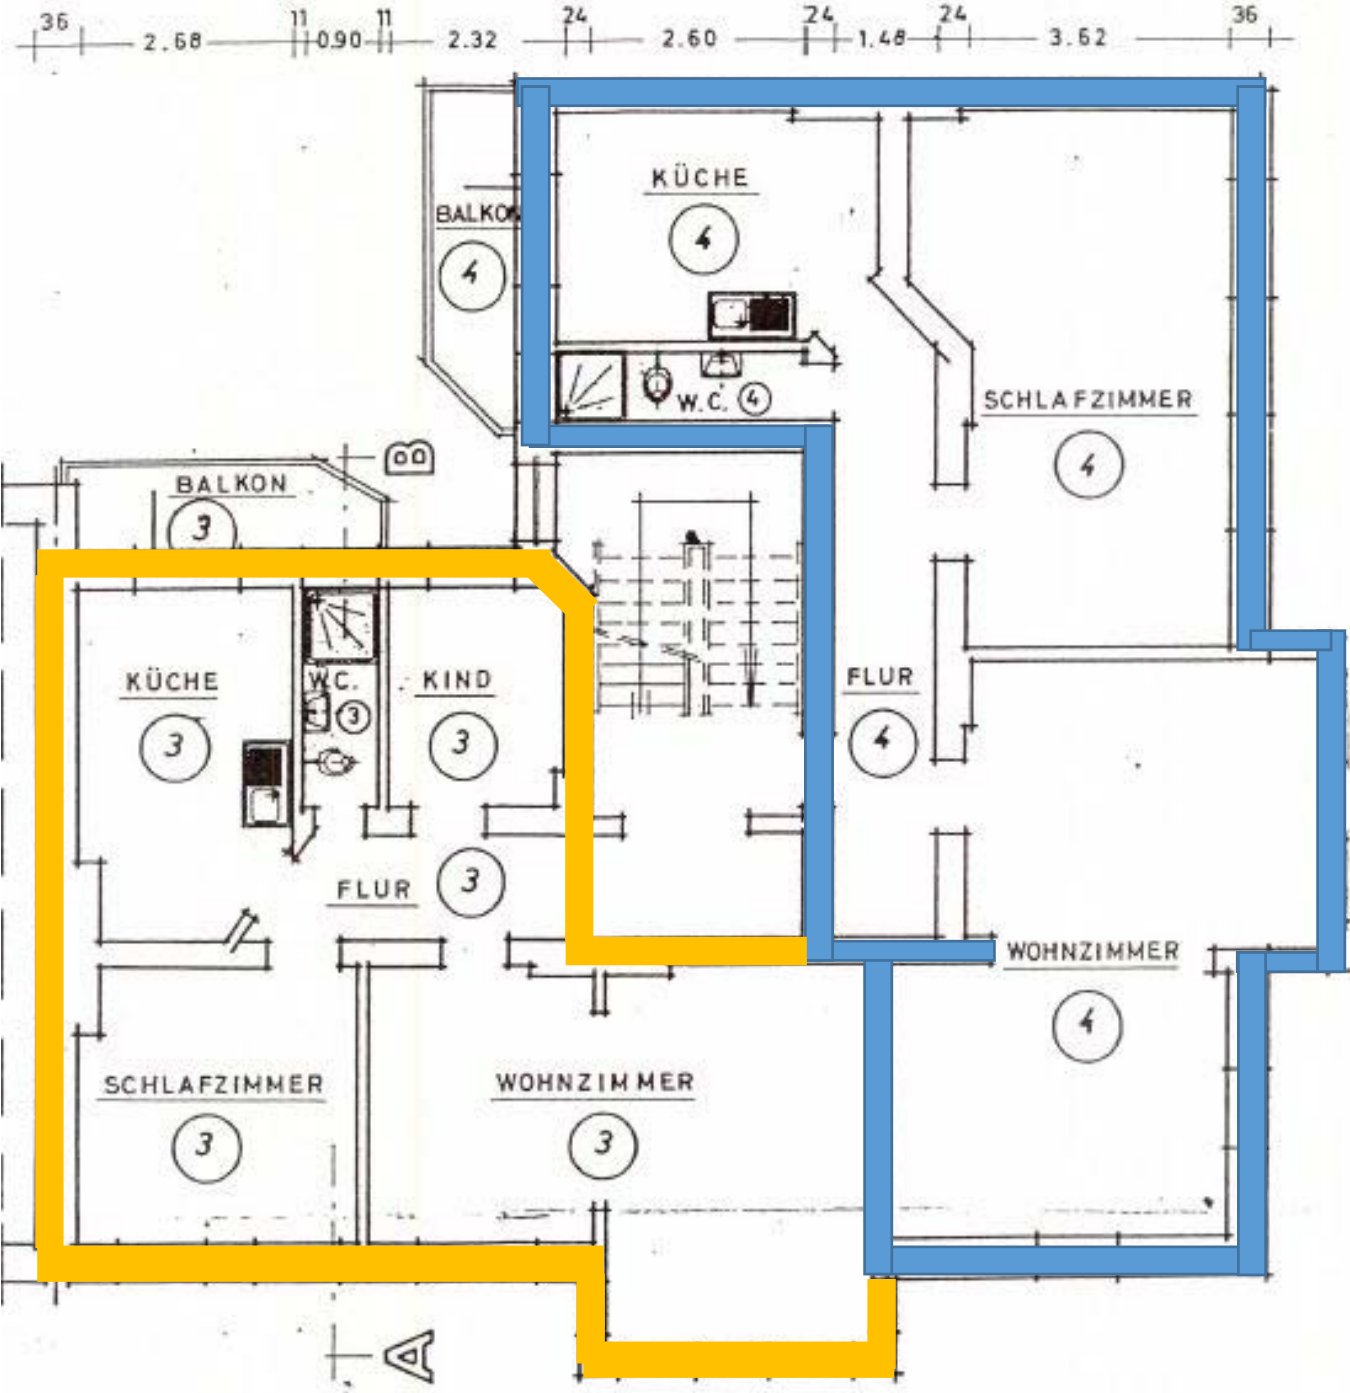 36 11 11 24 24 24 36
2.68 0.90 2.32 2.60 1.48 3.62
KÜCHE
4
BALKON
4
SCHLAFZIMMER
4
W.C. 4
B
BALKON
3
KÜCHE
3
W.C.
3
KIND
3
FLUR
4
FLUR 3
WOHNZIMMER
4
SCHLAFZIMMER
3
WOHNZIMMER
3
A